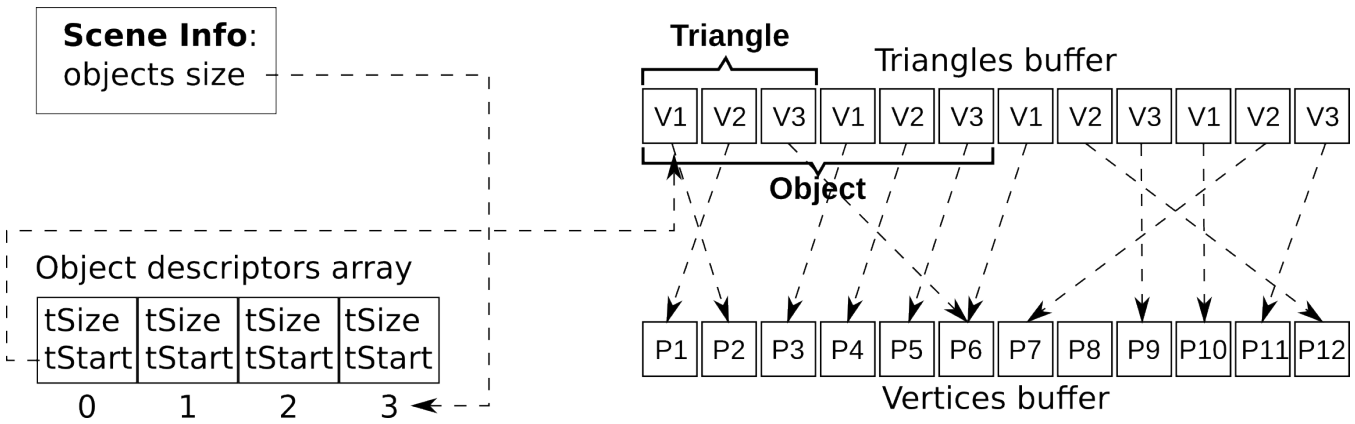 Scene Info:
objects size
Triangle
Triangles buffer
V1 V2 V3 V1 V2 V3 V1 V2 V3 V1 V2 V3
Object
Object descriptors array
tSize tSize tSize tSize
tStart tStart tStart tStart
0 1 2 3
P1 P2 P3 P4 P5 P6 P7 P8 P9 P10 P11 P12
Vertices buffer